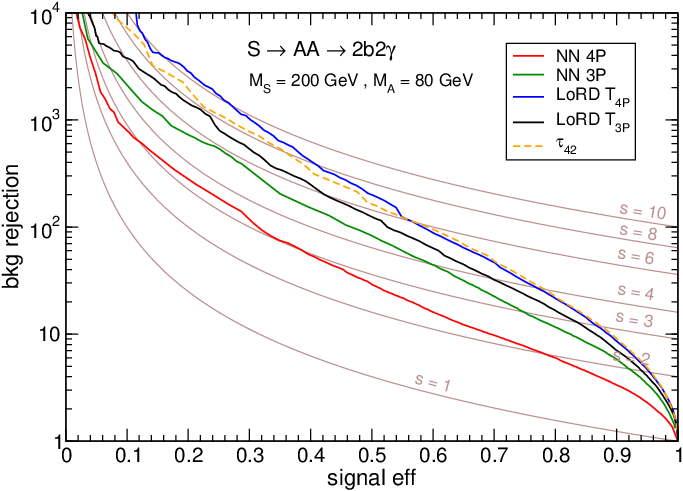 S → AA → 2b2γ
M_S = 200 GeV , M_A = 80 GeV
NN 4P
NN 3P
LoRD T_4P
LoRD T_3P
τ_42
s = 10
s = 8
s = 6
s = 4
s = 3
s = 2
s = 1
bkg rejection
10^4
10^3
10^2
10
1
0
0.1
0.2
0.3
0.4
0.5
0.6
0.7
0.8
0.9
1
signal eff